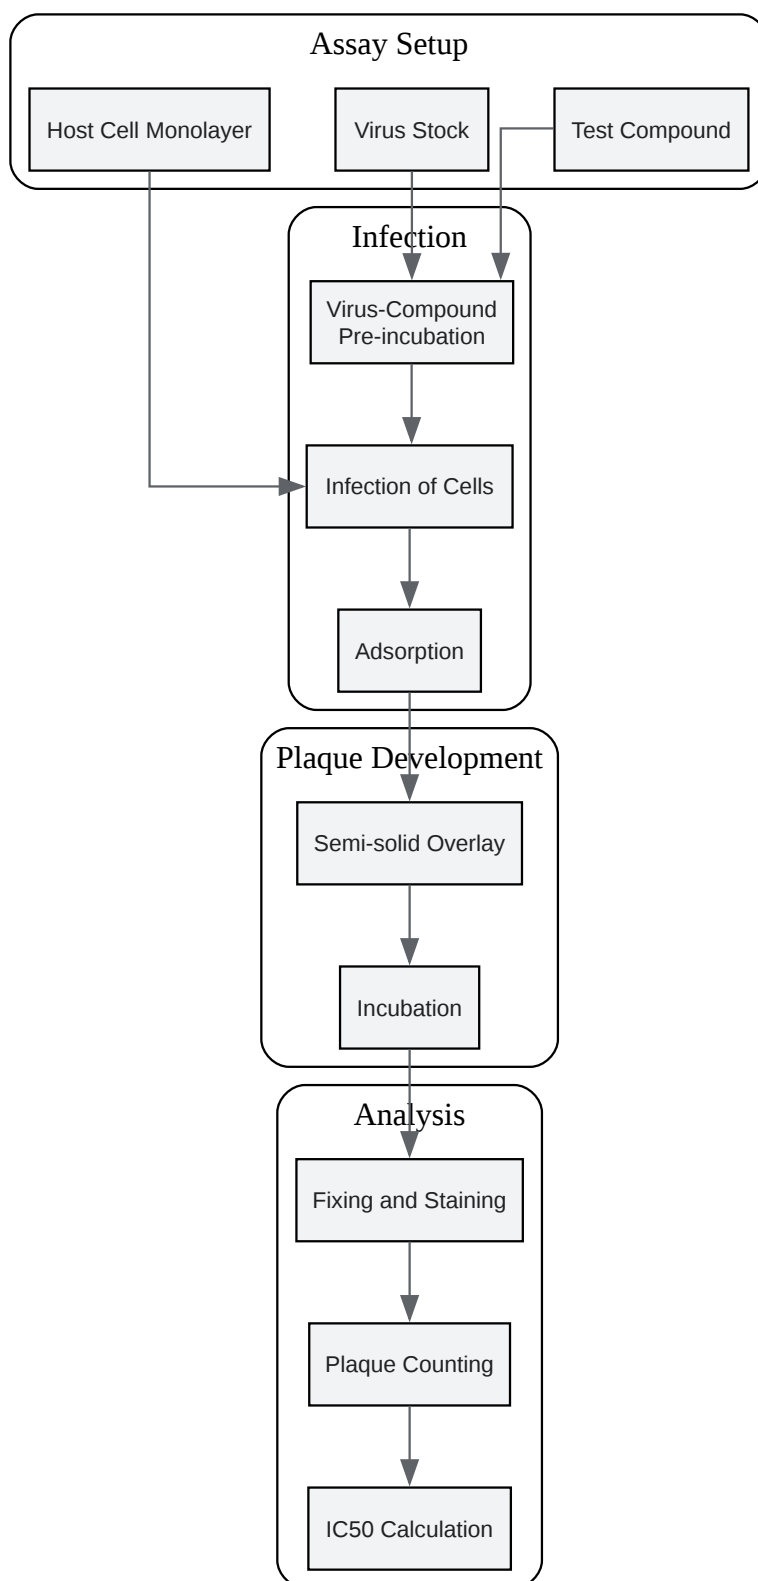 Assay Setup
Host Cell Monolayer
Virus Stock
Test Compound
Infection
Virus-Compound
Pre-incubation
Infection of Cells
Adsorption
Plaque Development
Semi-solid Overlay
Incubation
Analysis
Fixing and Staining
Plaque Counting
IC50 Calculation